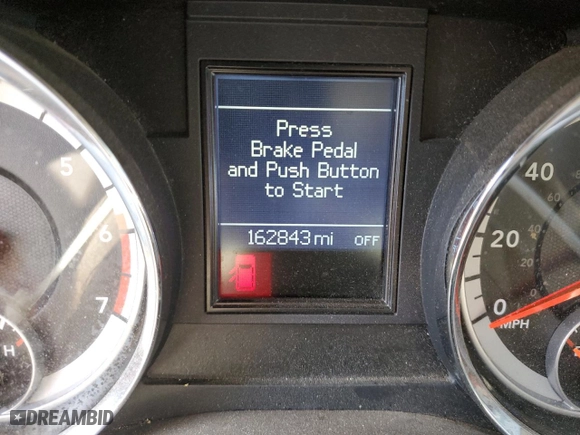 Press
Brake Pedal
and Push Button
to Start
162843 mi OFF
5
6
7
H
40
20
0
MPH
DREAMBID